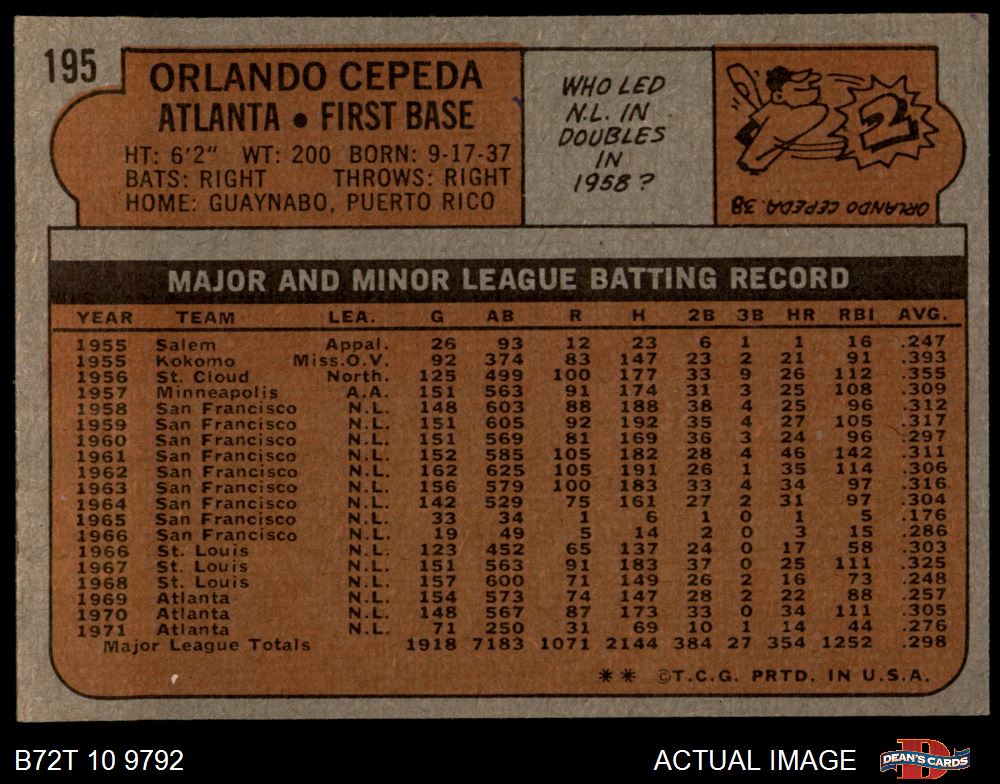 195
ORLANDO CEPEDA
ATLANTA • FIRST BASE
HT: 6'2" WT: 200 BORN: 9-17-37
BATS: RIGHT THROWS: RIGHT
HOME: GUAYNABO, PUERTO RICO
WHO LED
N.L. IN
DOUBLES
IN
1958?
2
ORLANDO CEPEDA. 38
MAJOR AND MINOR LEAGUE BATTING RECORD
YEAR TEAM LEA. G AB R H 2B 3B HR RBI AVG.
1955 Salem Appal. 26 93 12 23 6 1 1 16 .247
1955 Kokomo Miss.O.V. 92 374 83 147 23 2 21 91 .393
1956 St. Cloud North. 125 499 100 177 33 9 26 112 .355
1957 Minneapolis A.A. 151 563 91 174 31 3 25 108 .309
1958 San Francisco N.L. 148 603 88 188 38 4 25 96 .312
1959 San Francisco N.L. 151 605 92 192 35 4 27 105 .317
1960 San Francisco N.L. 151 569 81 169 36 3 24 96 .297
1961 San Francisco N.L. 152 585 105 182 28 4 46 142 .311
1962 San Francisco N.L. 162 625 105 191 26 1 35 114 .306
1963 San Francisco N.L. 156 579 100 183 33 4 34 97 .316
1964 San Francisco N.L. 142 529 75 161 27 2 31 97 .304
1965 San Francisco N.L. 33 34 1 6 1 0 1 5 .176
1966 San Francisco N.L. 19 49 5 14 2 0 3 15 .286
1966 St. Louis N.L. 123 452 65 137 24 0 17 58 .303
1967 St. Louis N.L. 151 563 91 183 37 0 25 111 .325
1968 St. Louis N.L. 157 600 71 149 26 2 16 73 .248
1969 Atlanta N.L. 154 573 74 147 28 2 22 88 .257
1970 Atlanta N.L. 148 567 87 173 33 0 34 111 .305
1971 Atlanta N.L. 71 250 31 69 10 1 14 44 .276
Major League Totals 1918 7183 1071 2144 384 27 354 1252 .298
** ©T.C.G. PRTD. IN U.S.A.
B72T 10 9792
ACTUAL IMAGE
D
DEAN'S CARDS